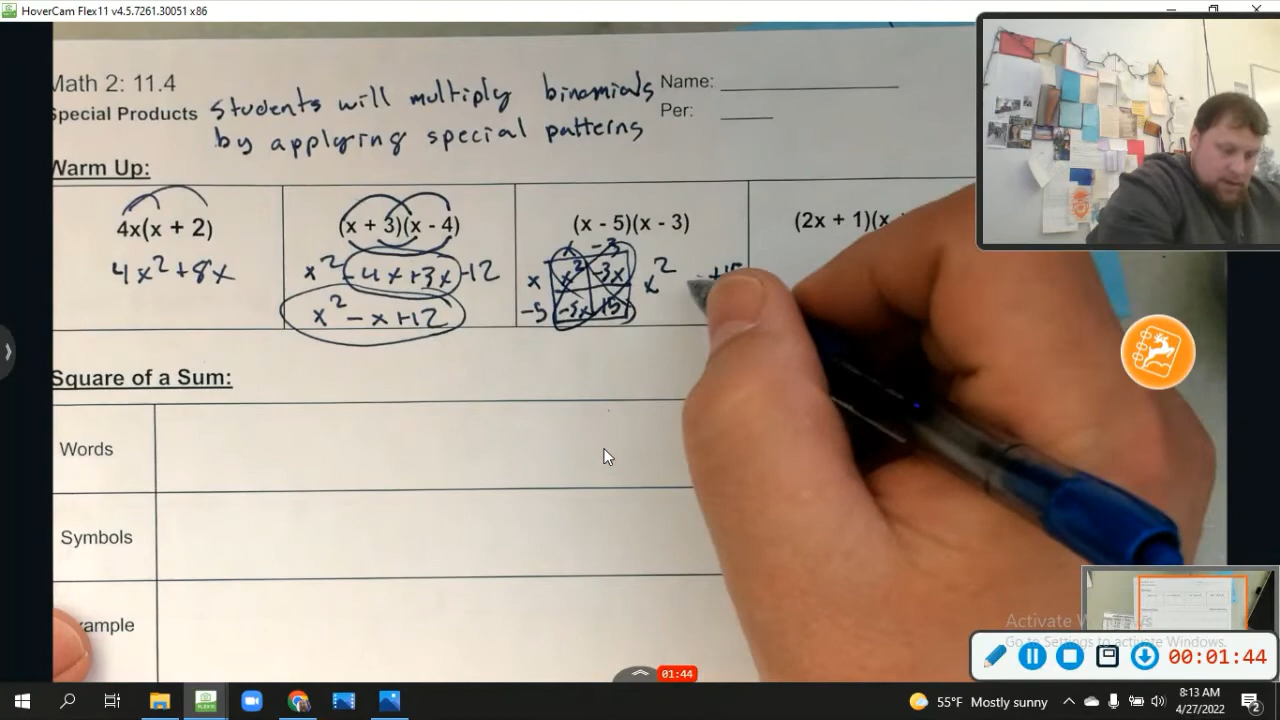 HoverCam Flex11 v4.5.7261.30051 x86
Math 2: 11.4
Special Products
Students will multiply binomials
by applying special patterns
Name:
Per:
Warm Up:
4x(x + 2)
4x² + 8x
(x + 3)(x - 4)
x² - 4x + 3x - 12
x² - x + 12
(x - 5)(x - 3)
x -3
x x² -3x
-5 -5x 15
x² +15
(2x + 1)(x
Square of a Sum:
Words
Symbols
xample
Activate Windows
Go to Settings to activate Windows.
00:01:44
01:44
55°F Mostly sunny
8:13 AM
4/27/2022
2